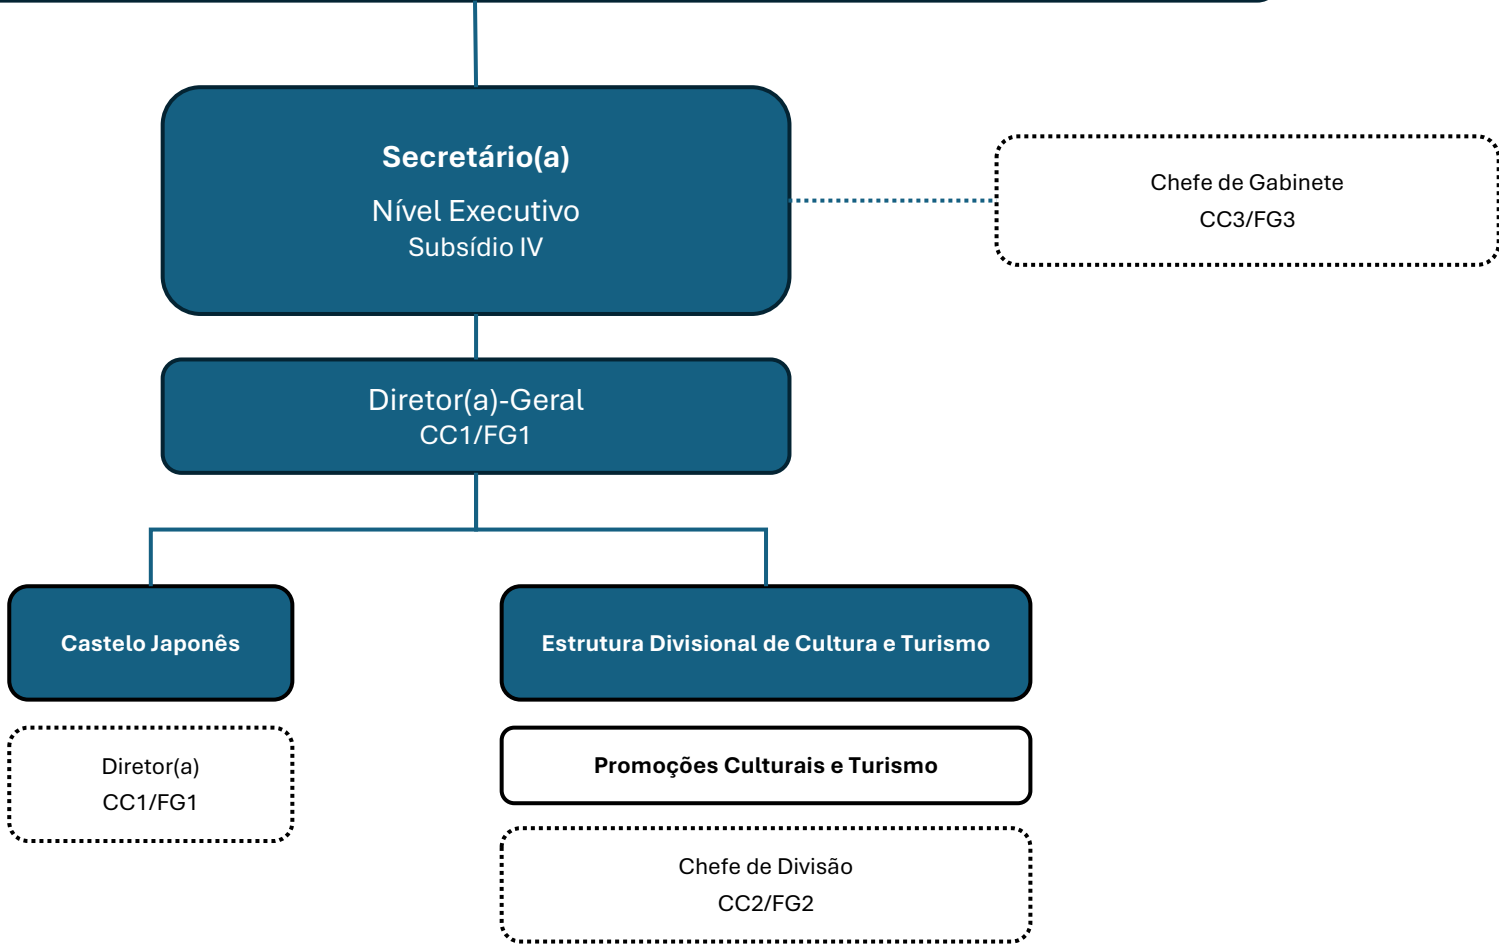 Secretário(a)
Nível Executivo
Subsídio IV
Chefe de Gabinete
CC3/FG3
Diretor(a)-Geral
CC1/FG1
Castelo Japonês
Estrutura Divisional de Cultura e Turismo
Diretor(a)
CC1/FG1
Promoções Culturais e Turismo
Chefe de Divisão
CC2/FG2